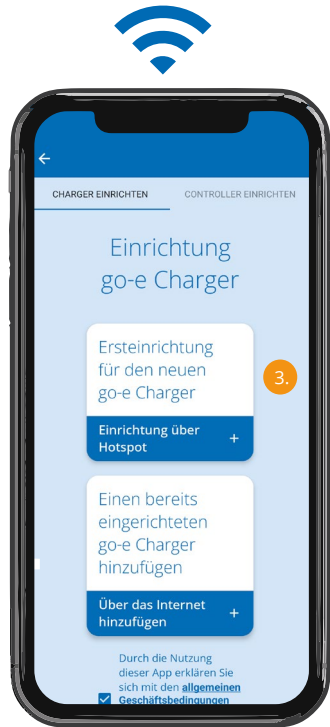 CHARGER EINRICHTEN
CONTROLLER EINRICHTEN
Einrichtung
go-e Charger
Ersteinrichtung
für den neuen
go-e Charger
3.
Einrichtung über
Hotspot
+
Einen bereits
eingerichteten
go-e Charger
hinzufügen
Über das Internet
hinzufügen
+
Durch die Nutzung
dieser App erklären Sie
sich mit den allgemeinen
Geschäftsbedingungen